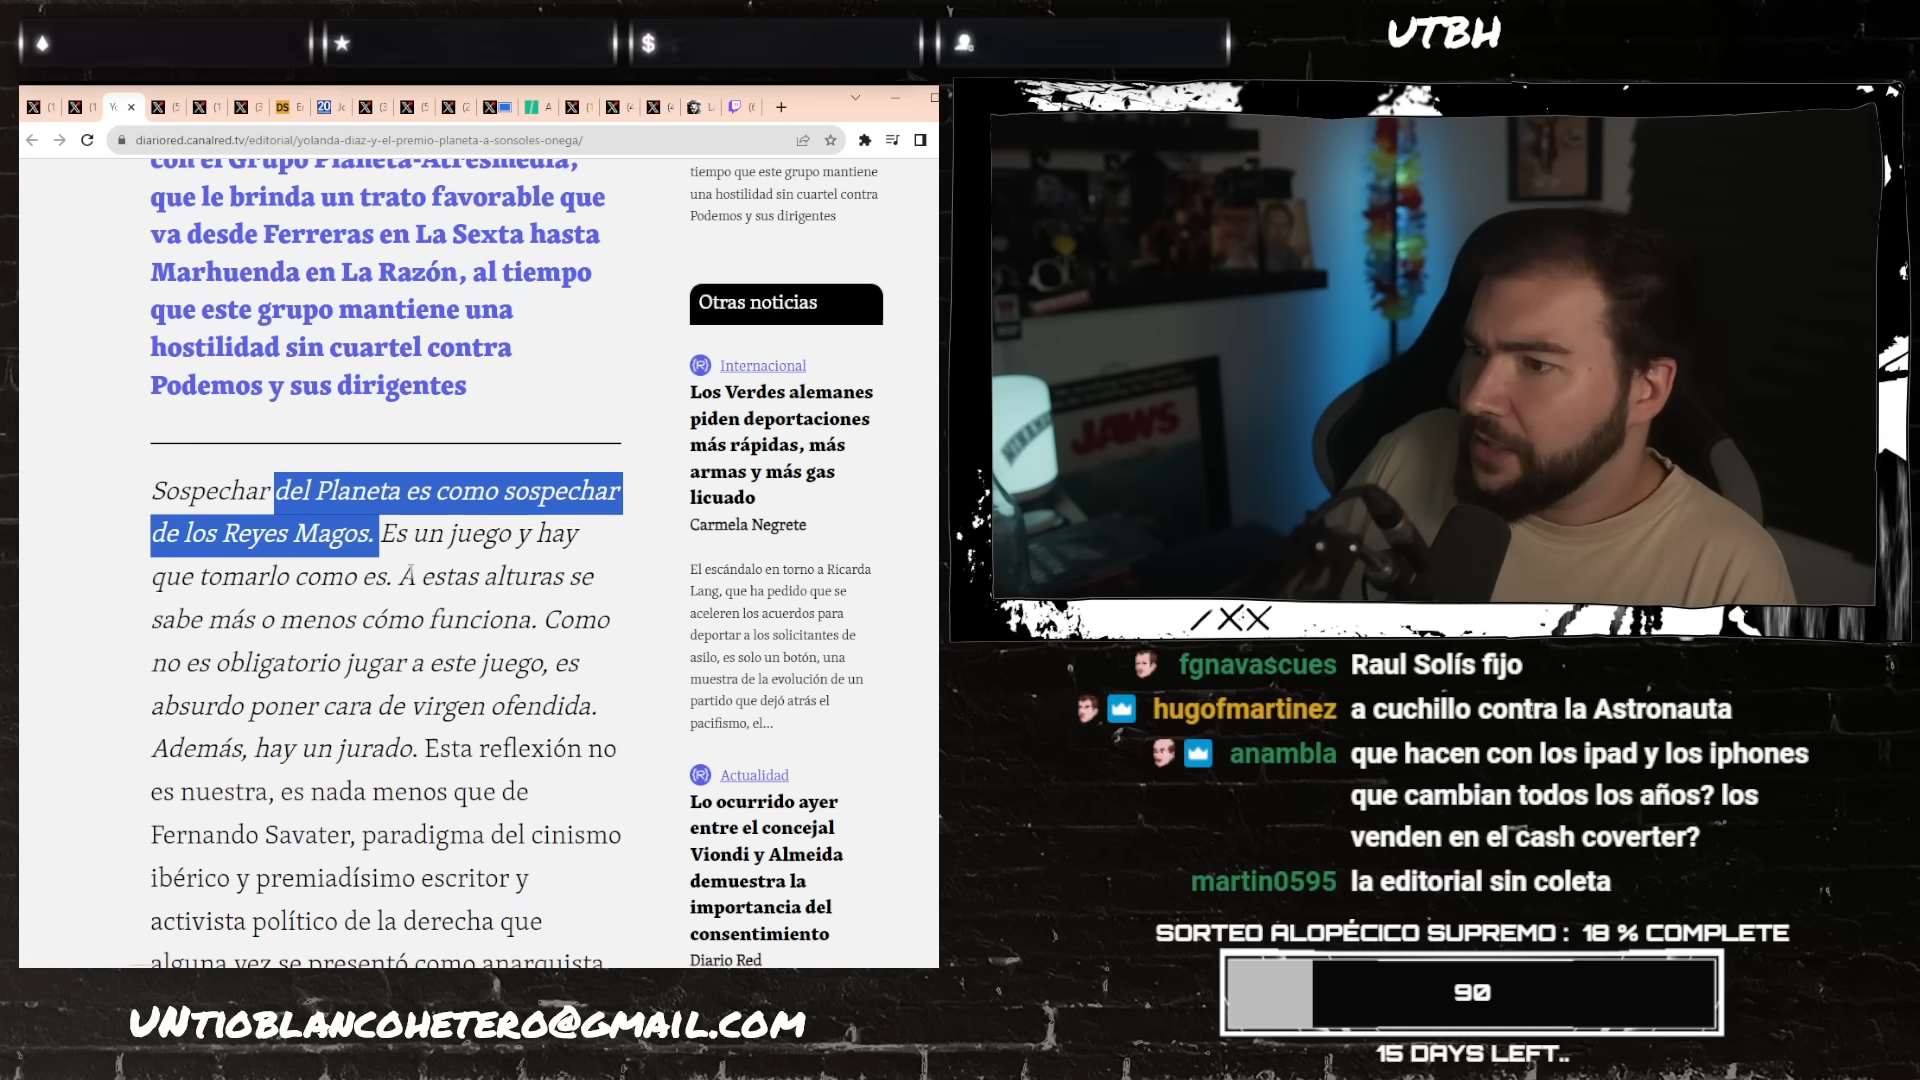 UTBH
diariored.canalred.tv/editorial/yolanda-diaz-y-el-premio-planeta-a-sonsoles-onega/
con el Grupo Planeta-Atresmedia,
que le brinda un trato favorable que
va desde Ferreras en La Sexta hasta
Marhuenda en La Razón, al tiempo
que este grupo mantiene una
hostilidad sin cuartel contra
Podemos y sus dirigentes
Sospechar del Planeta es como sospechar
de los Reyes Magos. Es un juego y hay
que tomarlo como es. A estas alturas se
sabe más o menos cómo funciona. Como
no es obligatorio jugar a este juego, es
absurdo poner cara de virgen ofendida.
Además, hay un jurado. Esta reflexión no
es nuestra, es nada menos que de
Fernando Savater, paradigma del cinismo
ibérico y premiadísimo escritor y
activista político de la derecha que
alguna vez se presentó como anarquista
tiempo que este grupo mantiene
una hostilidad sin cuartel contra
Podemos y sus dirigentes
Otras noticias
Internacional
Los Verdes alemanes
piden deportaciones
más rápidas, más
armas y más gas
licuado
Carmela Negrete
El escándalo en torno a Ricarda
Lang, que ha pedido que se
aceleren los acuerdos para
deportar a los solicitantes de
asilo, es solo un botón, una
muestra de la evolución de un
partido que dejó atrás el
pacifismo, el...
Actualidad
Lo ocurrido ayer
entre el concejal
Viondi y Almeida
demuestra la
importancia del
consentimiento
Diario Red
JAWS
fgnavascues Raul Solís fijo
hugofmartinez a cuchillo contra la Astronauta
anambla que hacen con los ipad y los iphones
que cambian todos los años? los
venden en el cash coverter?
martin0595 la editorial sin coleta
SORTEO ALOPÉCICO SUPREMO : 18 % COMPLETE
90
15 DAYS LEFT..
UNtioblancohetero@gmail.com